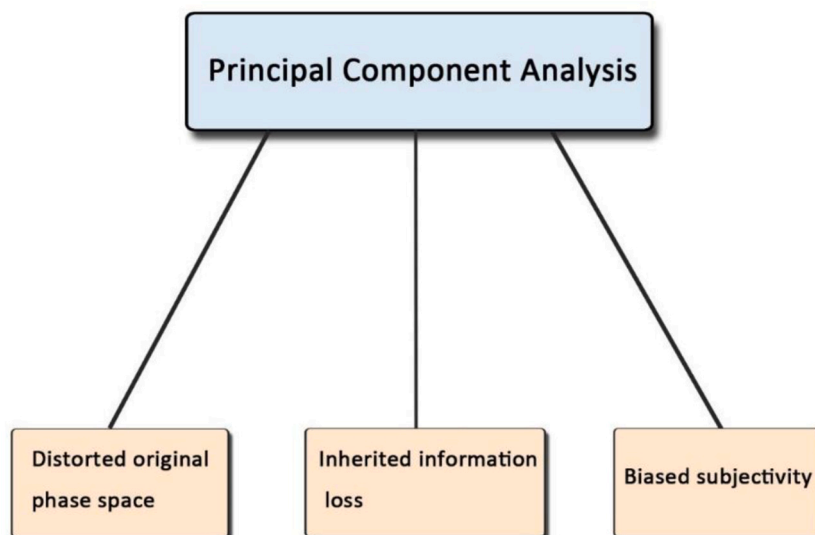 Principal Component Analysis
Distorted original
phase space
Inherited information
loss
Biased subjectivity